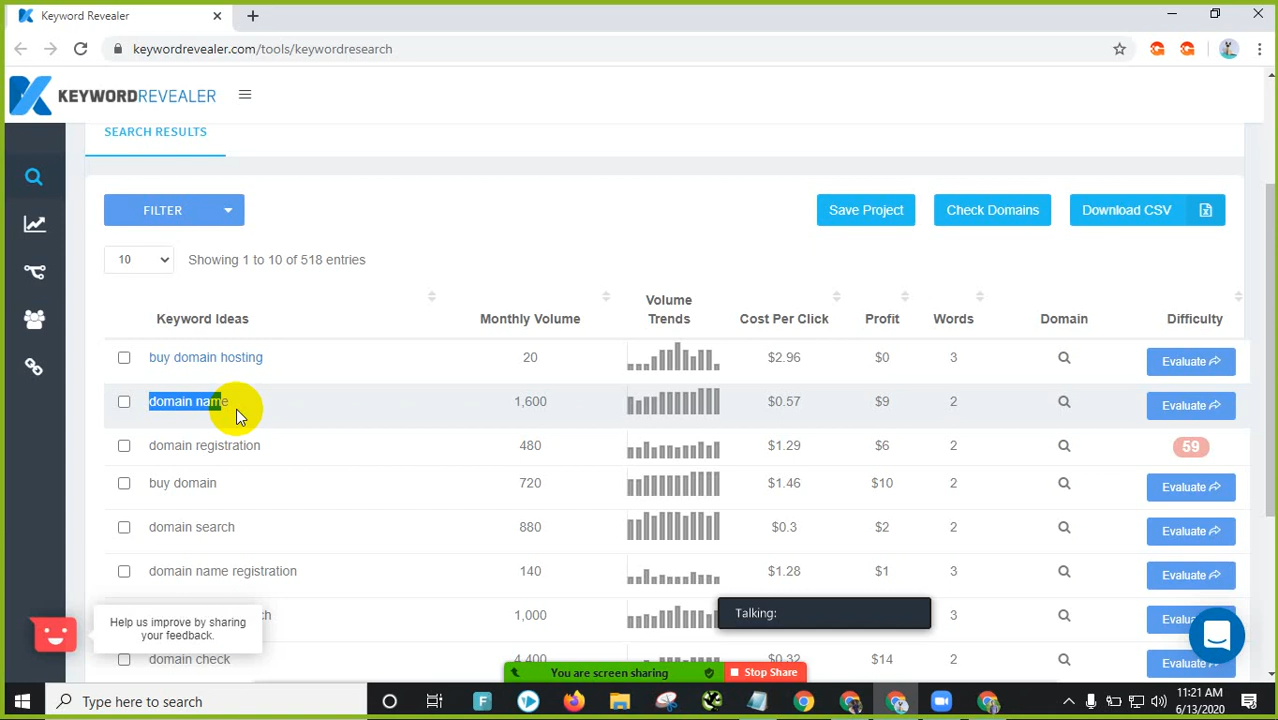 Keyword Revealer
keywordrevealer.com/tools/keywordresearch
KEYWORDREVEALER
SEARCH RESULTS
FILTER
Save Project
Check Domains
Download CSV
10
Showing 1 to 10 of 518 entries
Keyword Ideas
Monthly Volume
Volume
Trends
Cost Per Click
Profit
Words
Domain
Difficulty
buy domain hosting 20 $2.96 $0 3 Evaluate
domain name 1,600 $0.57 $9 2 Evaluate
domain registration 480 $1.29 $6 2 59
buy domain 720 $1.46 $10 2 Evaluate
domain search 880 $0.3 $2 2 Evaluate
domain name registration 140 $1.28 $1 3 Evaluate
1,000 3
domain check 4,400 $0.32 $14 2 Evaluate
Help us improve by sharing
your feedback.
Talking:
You are screen sharing
Stop Share
Type here to search
11:21 AM
6/13/2020